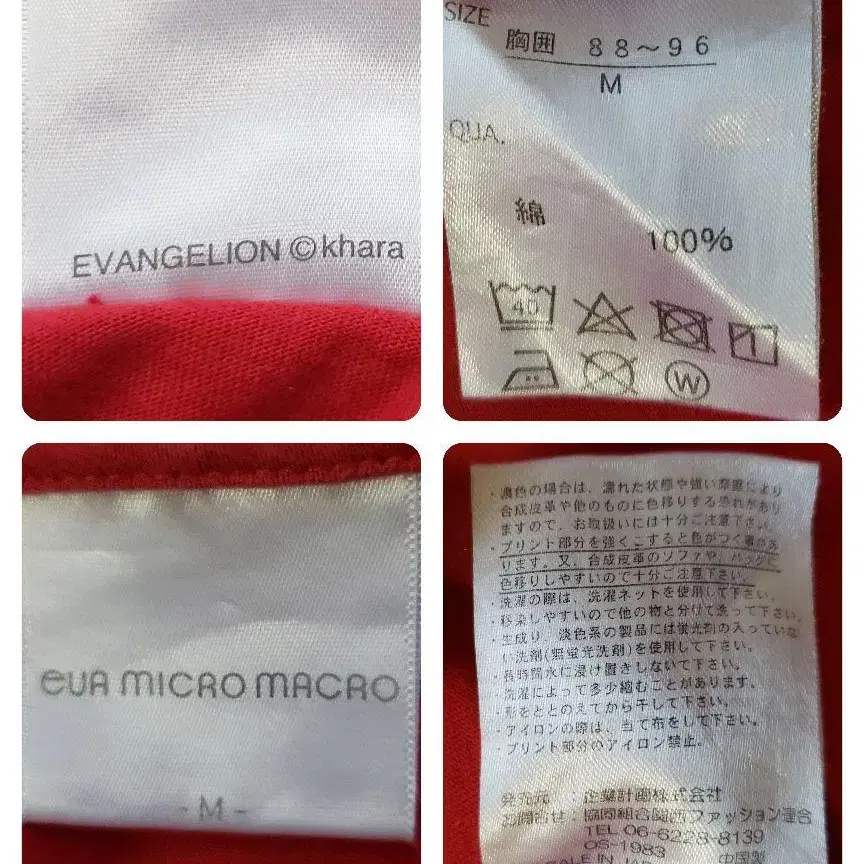 EVANGELION ©khara
SIZE
胸囲 88～96
M
QUA.
綿
100%
40
1
W
eva micro macro
- M -
・濃色の場合は、濡れた状態や強い摩擦により
合成皮革や他のものに色移りする恐れがあり
ますので、お取扱いには十分ご注意下さい。
・プリント部分を強くこすると色がつく事があ
ります。又、合成皮革のソファや、バッグに
色移りしやすいので十分ご注意下さい。
・洗濯の際は、洗濯ネットを使用して下さい。
・移染しやすいので他の物と分けて洗って下さい。
・生成り、淡色系の製品には蛍光剤の入っていな
い洗剤(無蛍光洗剤)を使用して下さい。
・長時間水に浸け置きしないで下さい。
・洗濯によって多少縮むことがあります。
・形をととのえてから干して下さい。
・アイロンの際は、当て布をして下さい。
・プリント部分のアイロン禁止。
発売元 : 企業計画株式会社
お問合せ : 協同組合関西ファッション連合
TEL 06-6228-8139
OS-1983 中国製